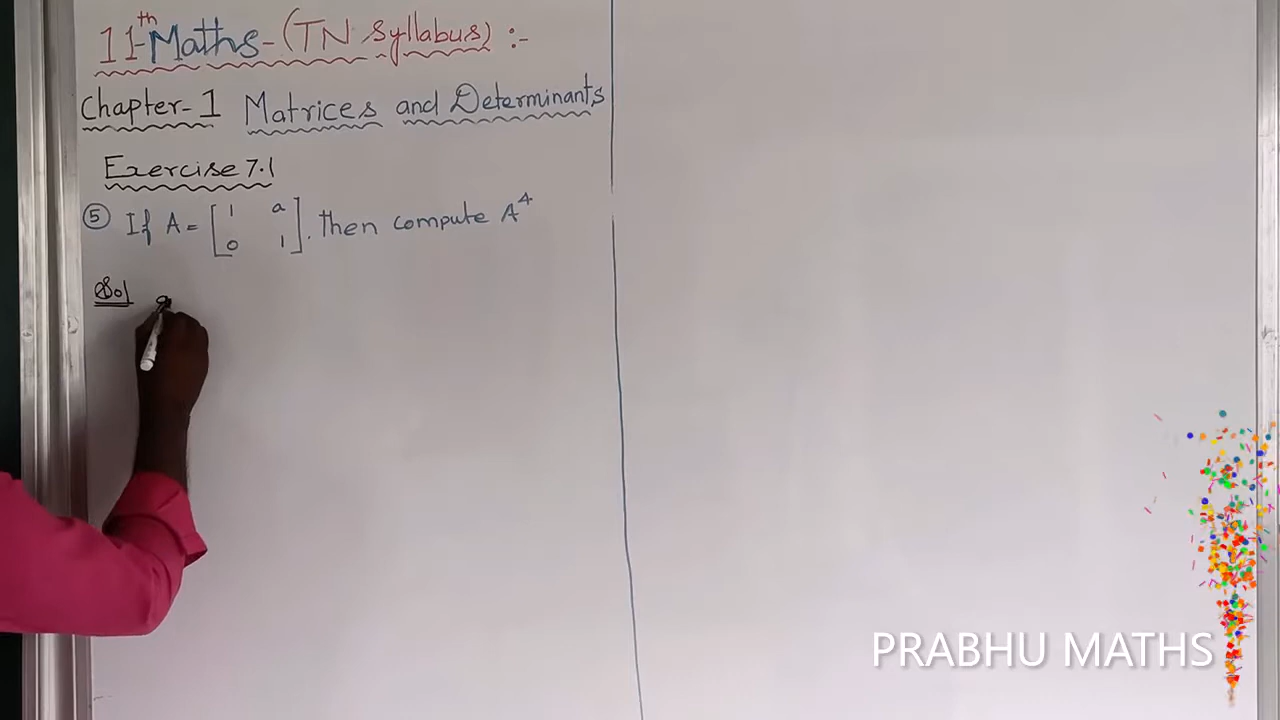 11th Maths - (TN Syllabus) :-
Chapter-1 Matrices and Determinants
Exercise 7.1
⑤ If A = [1 a
0 1]. then compute A⁴
Sol
PRABHU MATHS